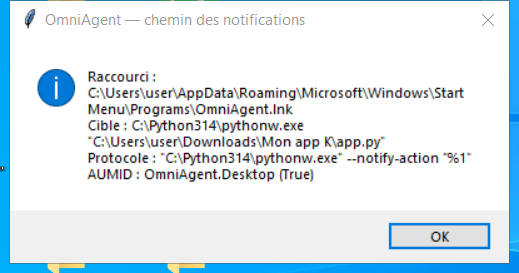 OmniAgent — chemin des notifications
Raccourci :
C:\Users\user\AppData\Roaming\Microsoft\Windows\Start
Menu\Programs\OmniAgent.lnk
Cible : C:\Python314\pythonw.exe
"C:\Users\user\Downloads\Mon app K\app.py"
Protocole : "C:\Python314\pythonw.exe" --notify-action "%1"
AUMID : OmniAgent.Desktop (True)
OK